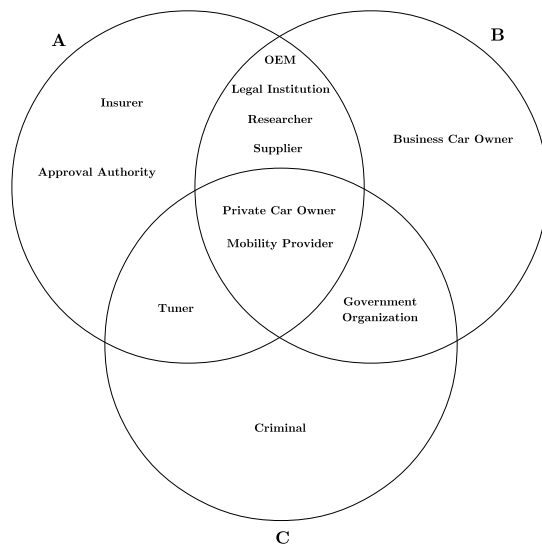 A
B
OEM
Legal Institution
Insurer
Researcher
Business Car Owner
Supplier
Approval Authority
Private Car Owner
Mobility Provider
Tuner
Government
Organization
Criminal
C